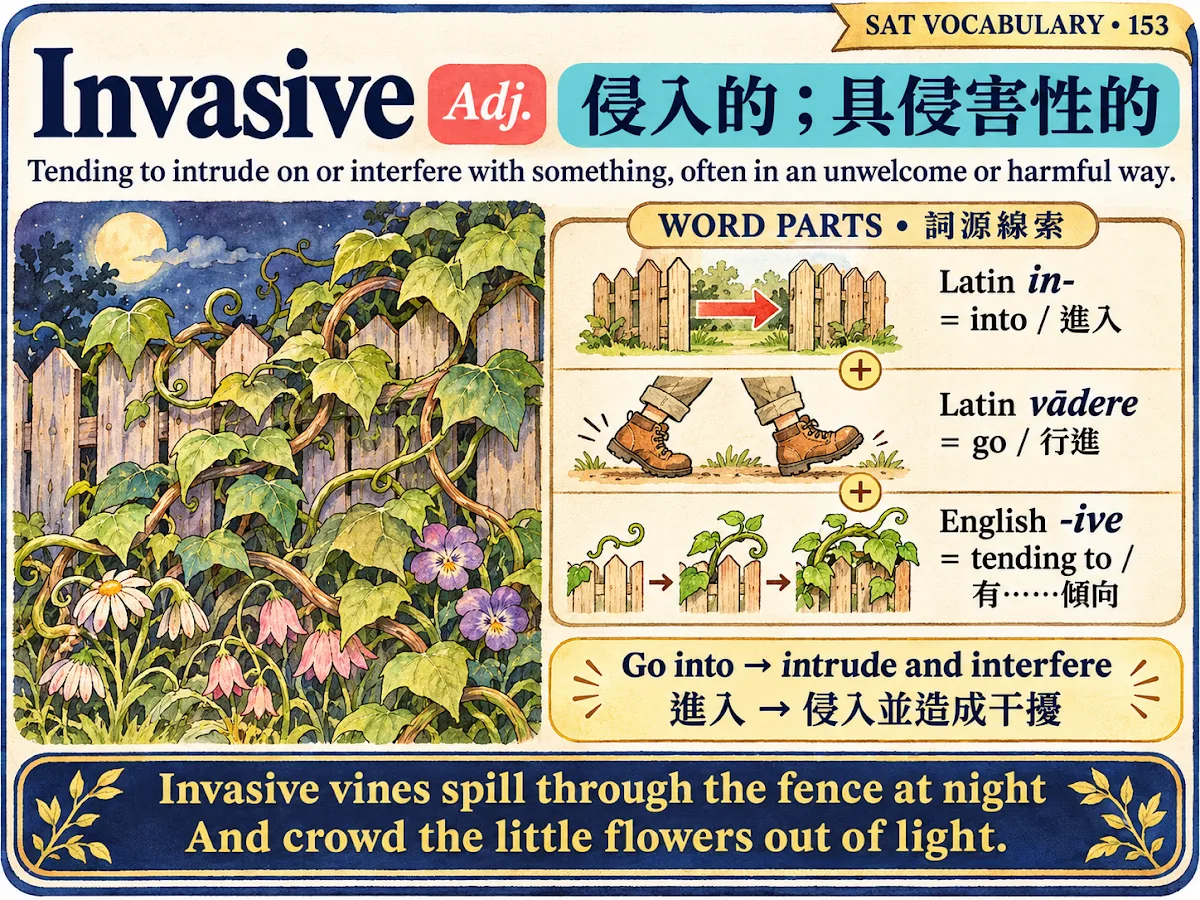 SAT VOCABULARY • 153
Invasive Adj. 侵入的；具侵害性的
Tending to intrude on or interfere with something, often in an unwelcome or harmful way.
WORD PARTS • 詞源線索
Latin in-
= into / 進入
+
Latin vādere
= go / 行進
+
English -ive
= tending to /
有……傾向
Go into → intrude and interfere
進入 → 侵入並造成干擾
Invasive vines spill through the fence at night
And crowd the little flowers out of light.